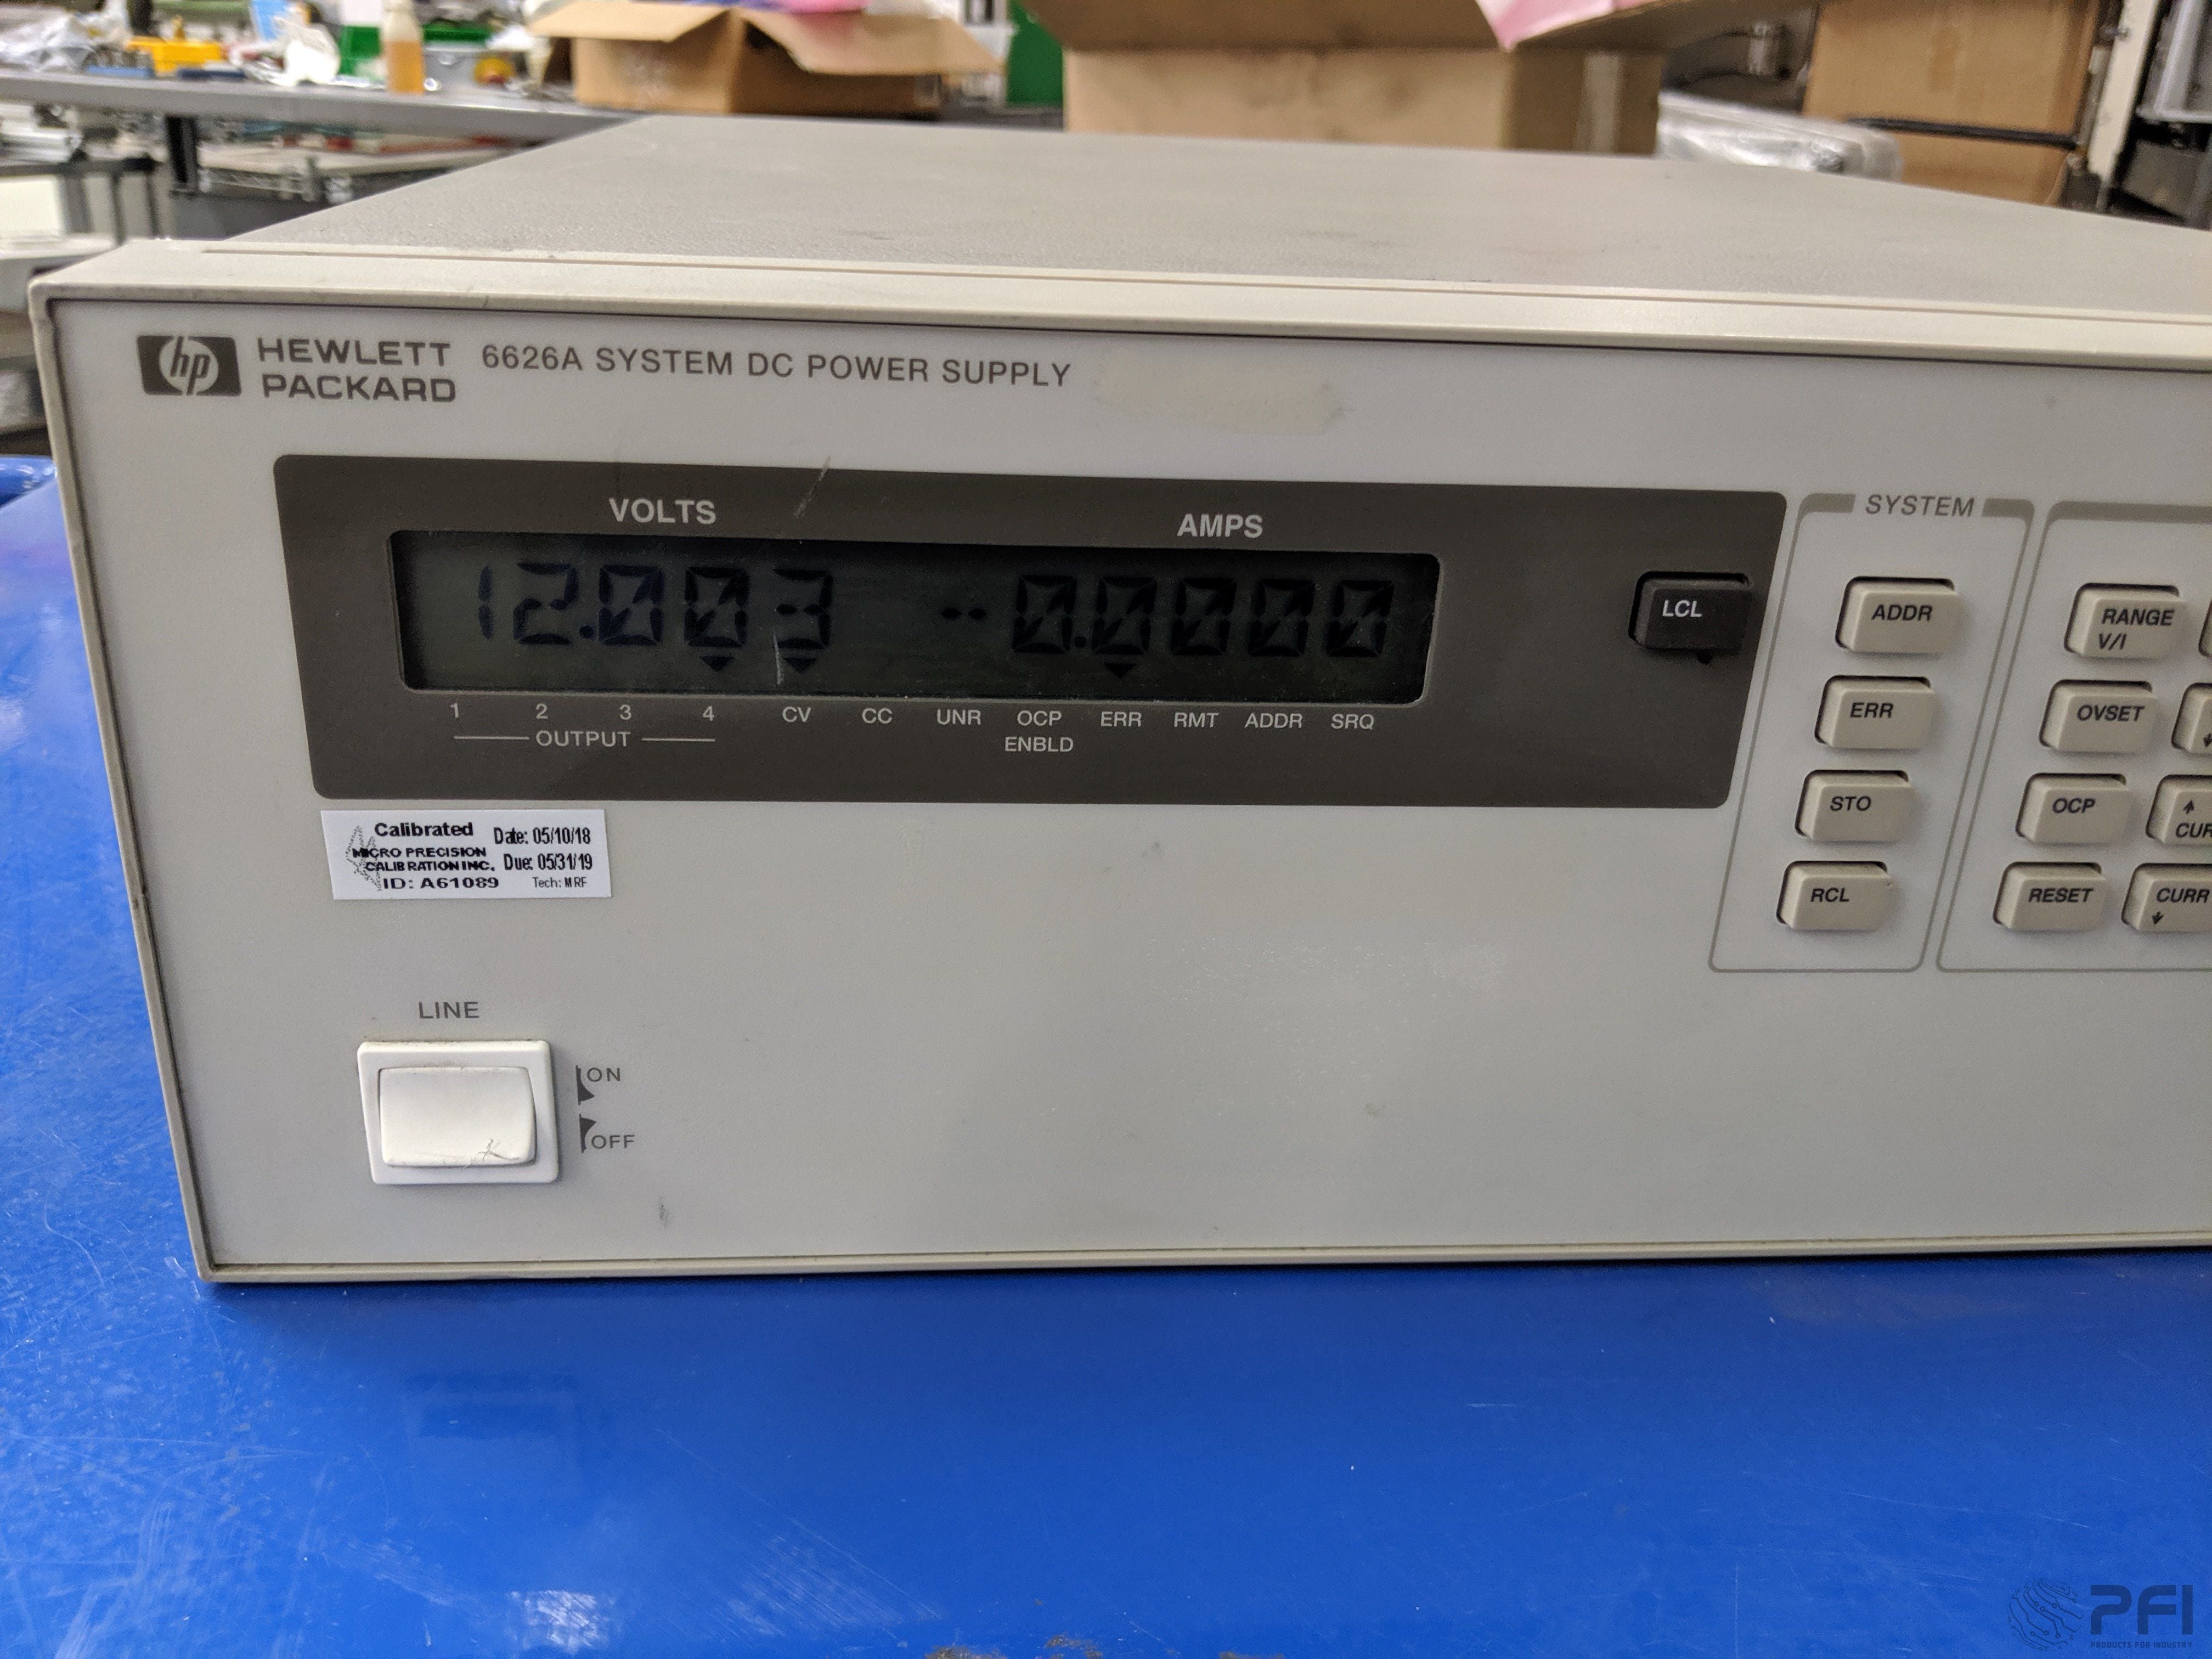 hp HEWLETT PACKARD 6626A SYSTEM DC POWER SUPPLY
VOLTS AMPS
12.003 -0.0000
1 2 3 4 CV CC UNR OCP ENBLD ERR RMT ADDR SRQ
OUTPUT
LCL
SYSTEM
ADDR
ERR
STO
RCL
RANGE V/I
OVSET
OCP
RESET
CURR
Calibrated Date: 05/10/18
MICRO PRECISION
CALIBRATION INC. Due: 05/31/19
ID: A61089 Tech: MRF
LINE
ON
OFF
PFI
PRODUCTS FOR INDUSTRY